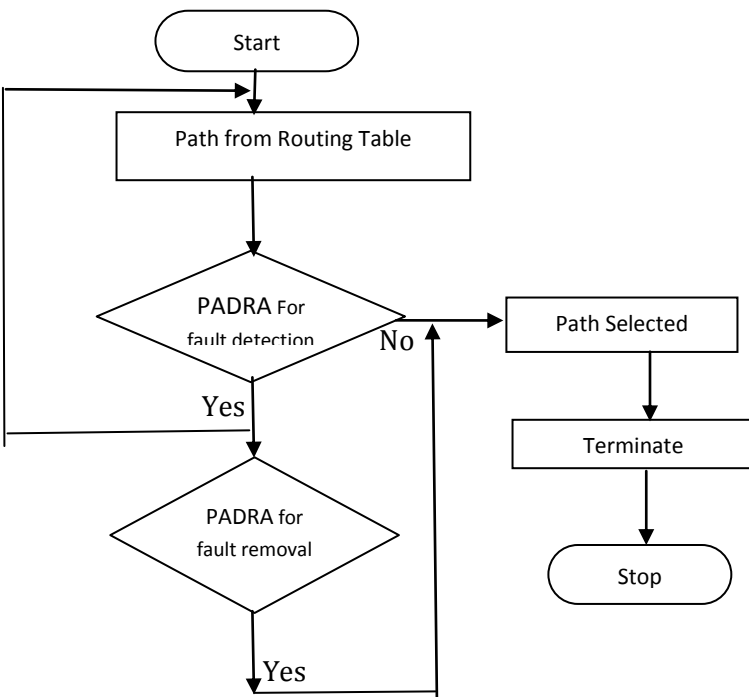 Start
Path from Routing Table
PADRA For
fault detection
No
Path Selected
Yes
Terminate
PADRA for
fault removal
Stop
Yes